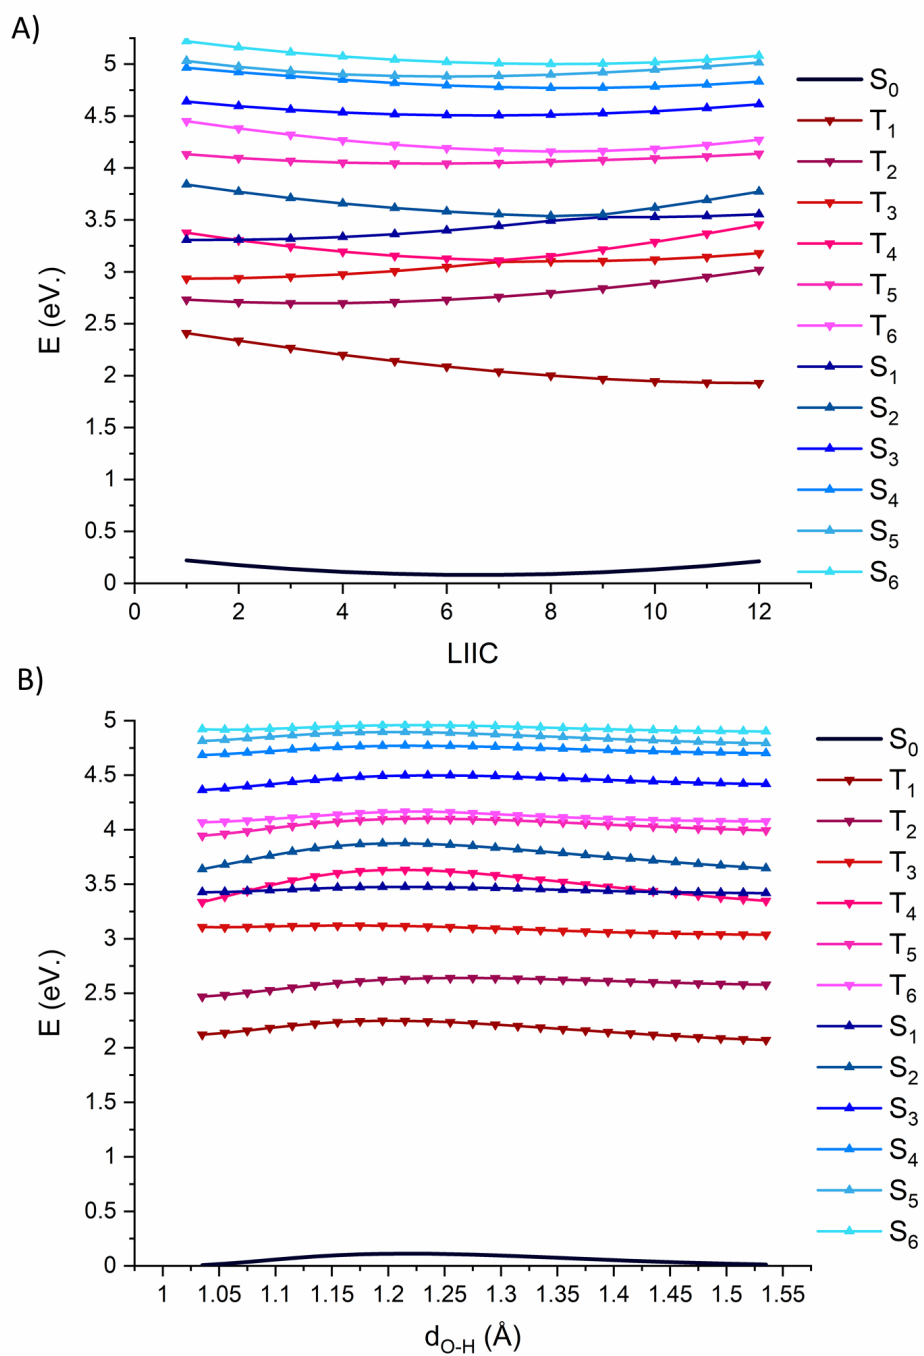 A)
5
4.5
4
3.5
3
2.5
2
1.5
1
0.5
0
E (eV.)
0 2 4 6 8 10 12
LIIC
S₀
T₁
T₂
T₃
T₄
T₅
T₆
S₁
S₂
S₃
S₄
S₅
S₆
B)
5
4.5
4
3.5
3
2.5
2
1.5
1
0.5
0
E (eV.)
1 1.05 1.1 1.15 1.2 1.25 1.3 1.35 1.4 1.45 1.5 1.55
d_O-H (Å)
S₀
T₁
T₂
T₃
T₄
T₅
T₆
S₁
S₂
S₃
S₄
S₅
S₆